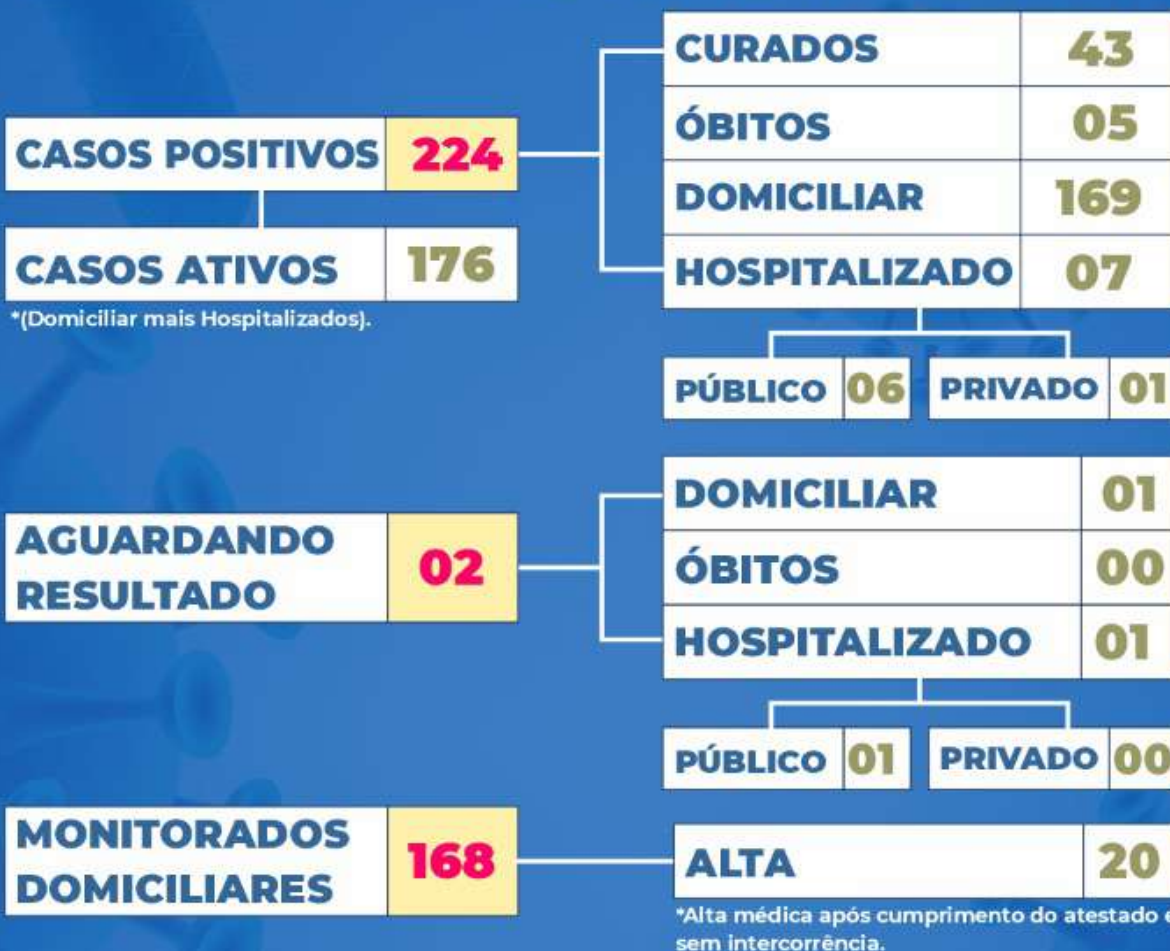 CASOS POSITIVOS 224
CASOS ATIVOS 176
*(Domiciliar mais Hospitalizados).
CURADOS 43
ÓBITOS 05
DOMICILIAR 169
HOSPITALIZADO 07
PÚBLICO 06 PRIVADO 01
AGUARDANDO
RESULTADO 02
DOMICILIAR 01
ÓBITOS 00
HOSPITALIZADO 01
PÚBLICO 01 PRIVADO 00
MONITORADOS
DOMICILIARES 168
ALTA 20
*Alta médica após cumprimento do atestado e
sem intercorrência.